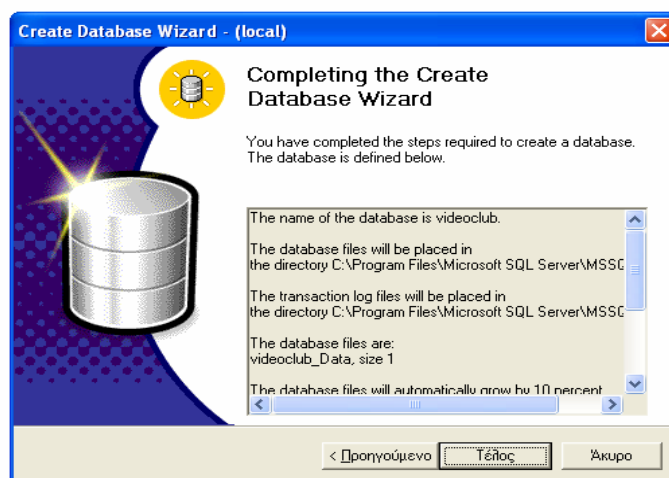 Create Database Wizard - (local)
Completing the Create
Database Wizard
You have completed the steps required to create a database.
The database is defined below.
The name of the database is videoclub.
The database files will be placed in
the directory C:\Program Files\Microsoft SQL Server\MSSQ
The transaction log files will be placed in
the directory C:\Program Files\Microsoft SQL Server\MSSQ
The database files are:
videoclub_Data, size 1
The database files will automatically grow by 10 percent
< Προηγούμενο
Τέλος
Άκυρο